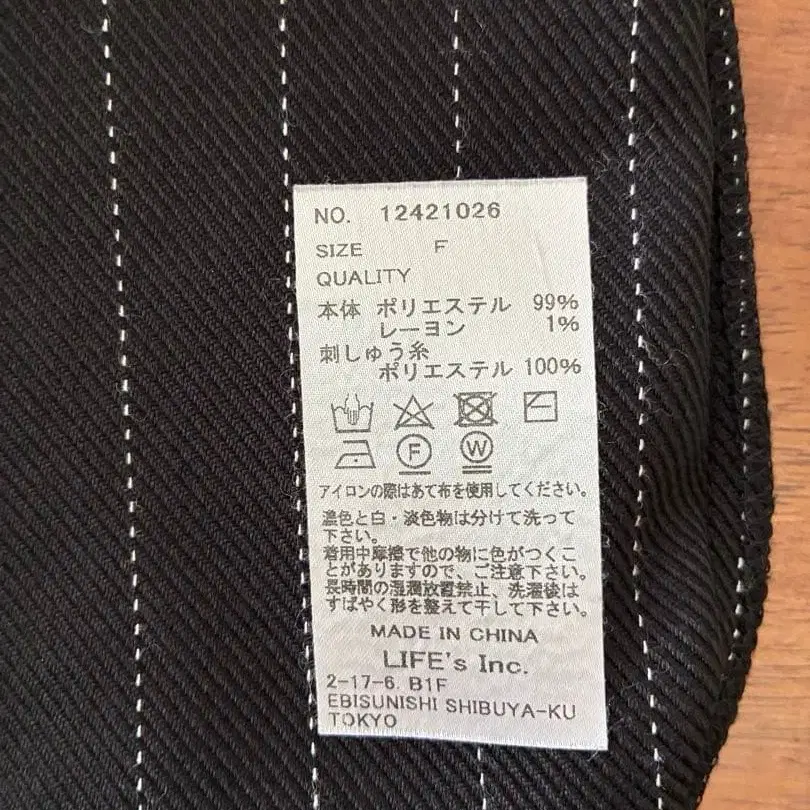 NO. 12421026
SIZE F
QUALITY
本体 ポリエステル 99%
レーヨン 1%
刺しゅう糸
ポリエステル 100%
F W
アイロンの際はあて布を使用してください。
濃色と白・淡色物は分けて洗って
下さい。
着用中摩擦で他の物に色がつくこ
とがありますので、ご注意下さい。
長時間の湿潤放置禁止、洗濯後は
すばやく形を整えて干して下さい。
MADE IN CHINA
LIFE's Inc.
2-17-6. B1F
EBISUNISHI SHIBUYA-KU
TOKYO